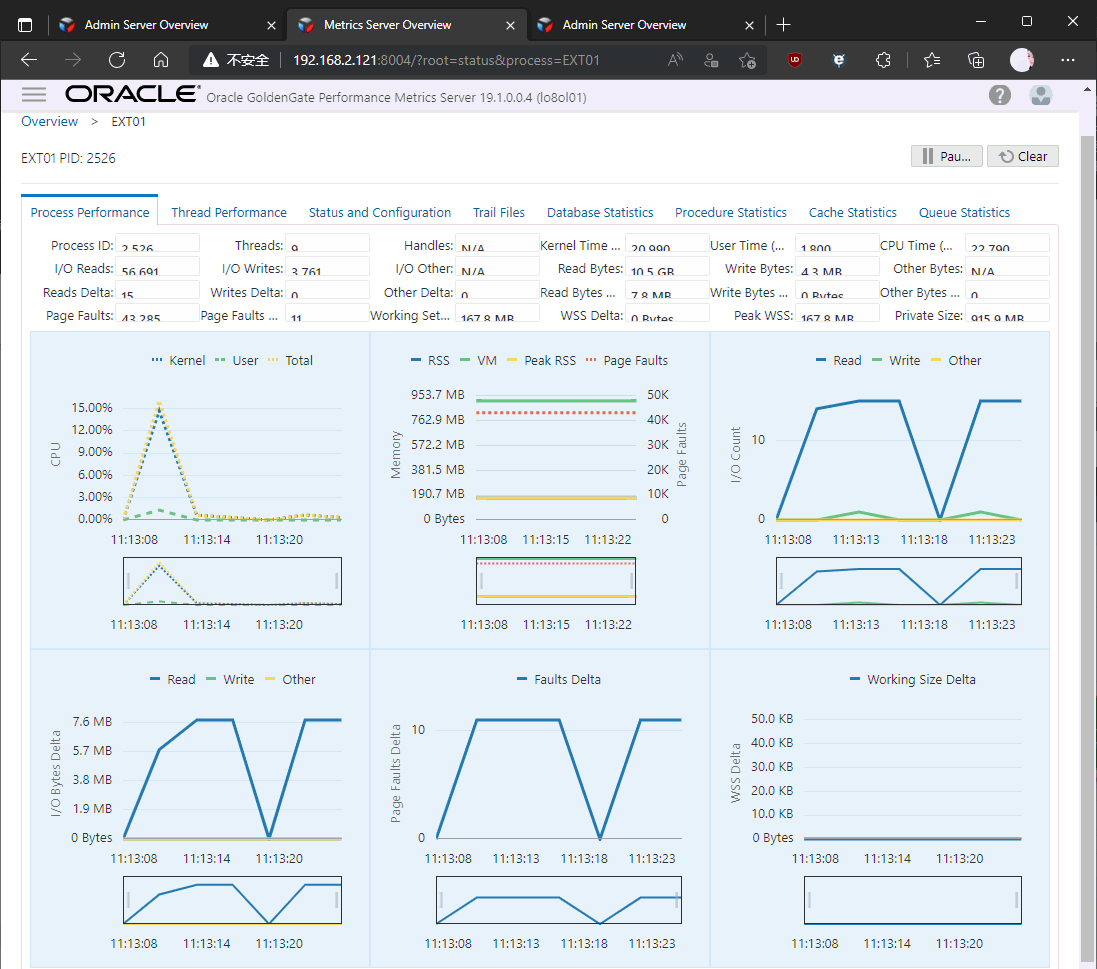 Admin Server Overview
Metrics Server Overview
Admin Server Overview
不安全 192.168.2.121:8004/?root=status&process=EXT01
ORACLE® Oracle GoldenGate Performance Metrics Server 19.1.0.0.4 (lo8ol01)
Overview > EXT01
EXT01 PID: 2526
Pau... Clear
Process Performance Thread Performance Status and Configuration Trail Files Database Statistics Procedure Statistics Cache Statistics Queue Statistics
Process ID: 2,526 Threads: 9 Handles: N/A Kernel Time ... 20,990 User Time (... 1,800 CPU Time (... 22,790
I/O Reads: 56,691 I/O Writes: 3,761 I/O Other: N/A Read Bytes: 10.5 GB Write Bytes: 4.3 MB Other Bytes: N/A
Reads Delta: 15 Writes Delta: 0 Other Delta: 0 Read Bytes ... 7.8 MB Write Bytes ... 0 Bytes Other Bytes ... 0
Page Faults: 43,285 Page Faults ... 11 Working Set... 167.8 MB WSS Delta: 0 Bytes Peak WSS: 167.8 MB Private Size: 915.9 MB
Kernel User Total
CPU
15.00%
12.00%
9.00%
6.00%
3.00%
0.00%
11:13:08 11:13:14 11:13:20
11:13:08 11:13:14 11:13:20
RSS VM Peak RSS Page Faults
Memory
953.7 MB
762.9 MB
572.2 MB
381.5 MB
190.7 MB
0 Bytes
50K
40K
30K
20K
10K
0
Page Faults
11:13:08 11:13:15 11:13:22
11:13:08 11:13:15 11:13:22
Read Write Other
I/O Count
10
0
11:13:08 11:13:13 11:13:18 11:13:23
11:13:08 11:13:13 11:13:18 11:13:23
Read Write Other
I/O Bytes Delta
7.6 MB
5.7 MB
3.8 MB
1.9 MB
0 Bytes
11:13:08 11:13:14 11:13:20
11:13:08 11:13:14 11:13:20
Faults Delta
Page Faults Delta
10
0
11:13:08 11:13:13 11:13:18 11:13:23
11:13:08 11:13:13 11:13:18 11:13:23
Working Size Delta
WSS Delta
50.0 KB
40.0 KB
30.0 KB
20.0 KB
10.0 KB
0 Bytes
11:13:08 11:13:14 11:13:20
11:13:08 11:13:14 11:13:20